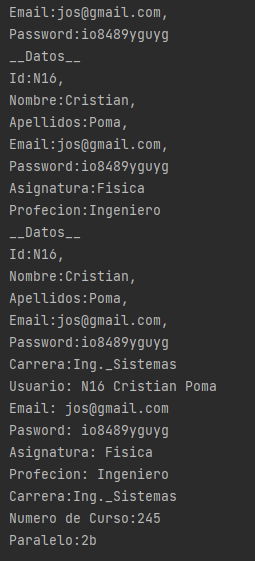 Email:jos@gmail.com,
Password:io8489yguyg
__Datos__
Id:N16,
Nombre:Cristian,
Apellidos:Poma,
Email:jos@gmail.com,
Password:io8489yguyg
Asignatura:Fisica
Profecion:Ingeniero
__Datos__
Id:N16,
Nombre:Cristian,
Apellidos:Poma,
Email:jos@gmail.com,
Password:io8489yguyg
Carrera:Ing._Sistemas
Usuario: N16 Cristian Poma
Email: jos@gmail.com
Pasword: io8489yguyg
Asignatura: Fisica
Profecion: Ingeniero
Carrera:Ing._Sistemas
Numero de Curso:245
Paralelo:2b